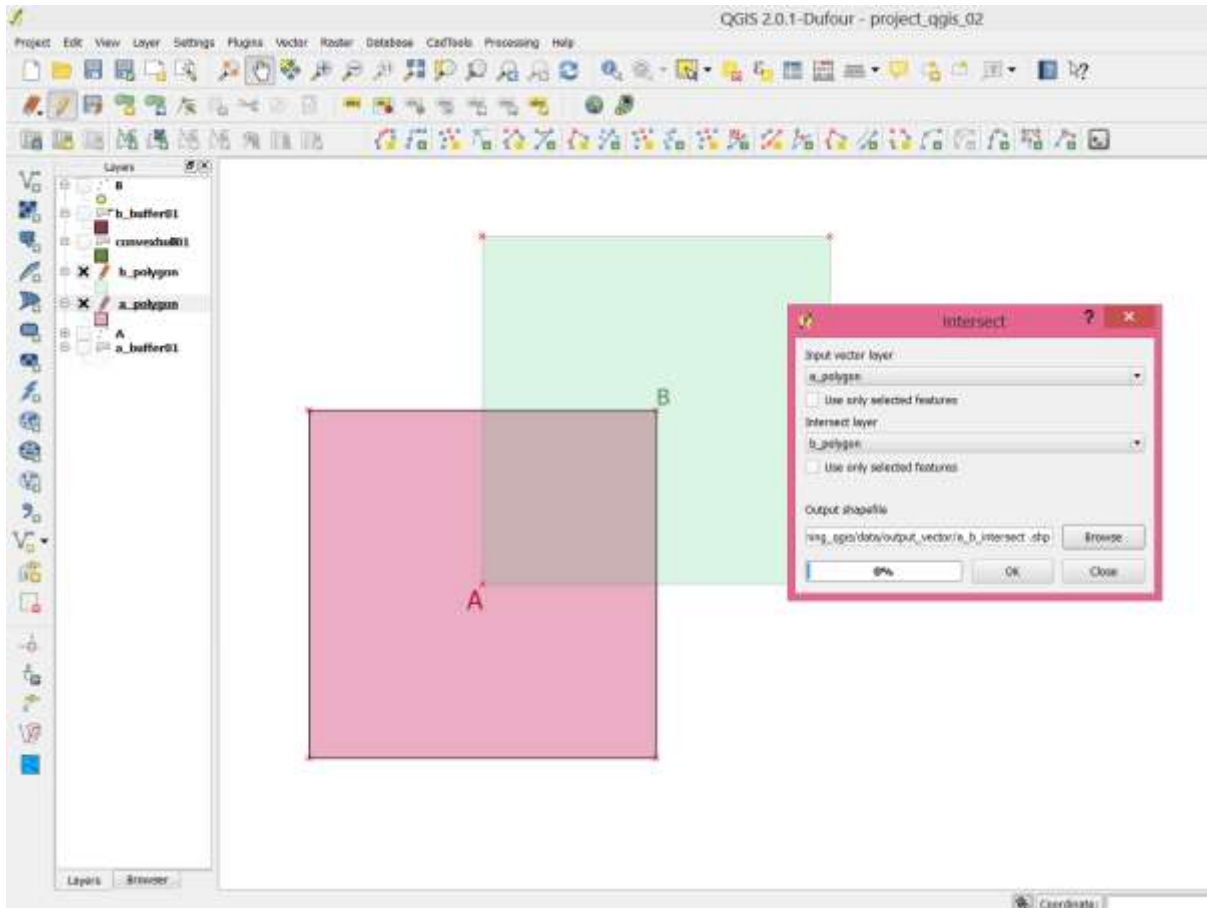 QGIS 2.0.1-Dufour - project_qgis_02
Project Edit View Layer Settings Plugins Vector Raster Database CadTools Processing Help
Layers
B
b_buffer01
convexhull01
b_polygon
a_polygon
A
a_buffer01
B
A
Intersect ? ×
Input vector layer
a_polygon
Use only selected features
Intersect layer
b_polygon
Use only selected features
Output shapefile
ning_qgis/data/output_vector/a_b_intersect .shp Browse
0% OK Close
Layers Browser
Coordinate: